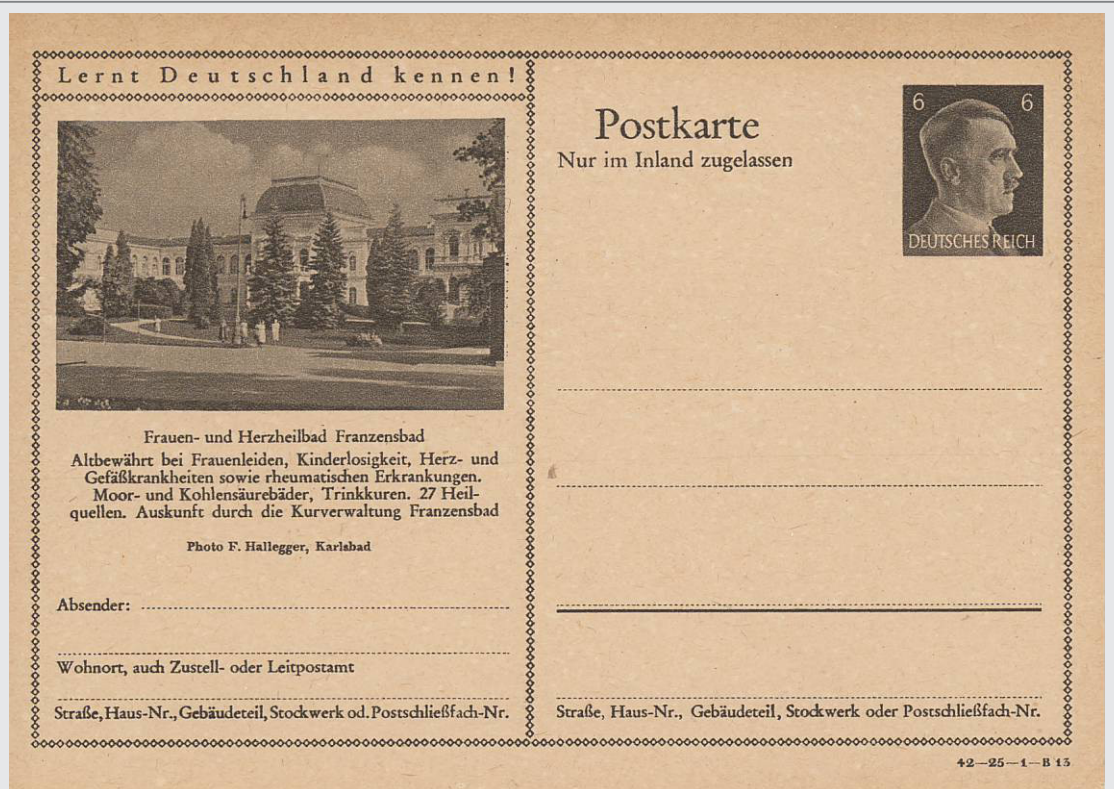 Lernt Deutschland kennen!
Frauen- und Herzheilbad Franzensbad
Altbewährt bei Frauenleiden, Kinderlosigkeit, Herz- und
Gefäßkrankheiten sowie rheumatischen Erkrankungen.
Moor- und Kohlensäurebäder, Trinkkuren. 27 Heil-
quellen. Auskunft durch die Kurverwaltung Franzensbad
Photo F. Hallegger, Karlsbad
Absender:
Wohnort, auch Zustell- oder Leitpostamt
Straße, Haus-Nr., Gebäudeteil, Stockwerk od. Postschließfach-Nr.
Postkarte
Nur im Inland zugelassen
6 6
DEUTSCHES REICH
Straße, Haus-Nr., Gebäudeteil, Stockwerk oder Postschließfach-Nr.
42—25—1—B 13